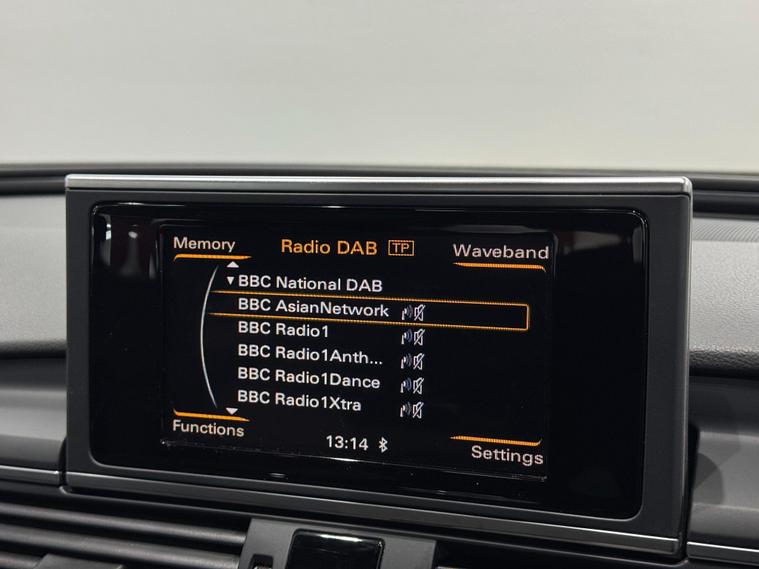 Memory
Radio DAB TP
Waveband
BBC National DAB
BBC AsianNetwork
BBC Radio1
BBC Radio1Anth...
BBC Radio1Dance
BBC Radio1Xtra
Functions
13:14
Settings